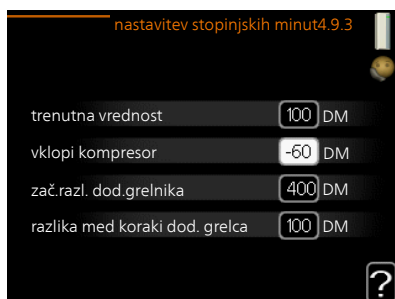 nastavitev stopinjskih minut4.9.3
trenutna vrednost 100 DM
vklopi kompresor -60 DM
zač.razl. dod.grelnika 400 DM
razlika med koraki dod. grelca 100 DM
?